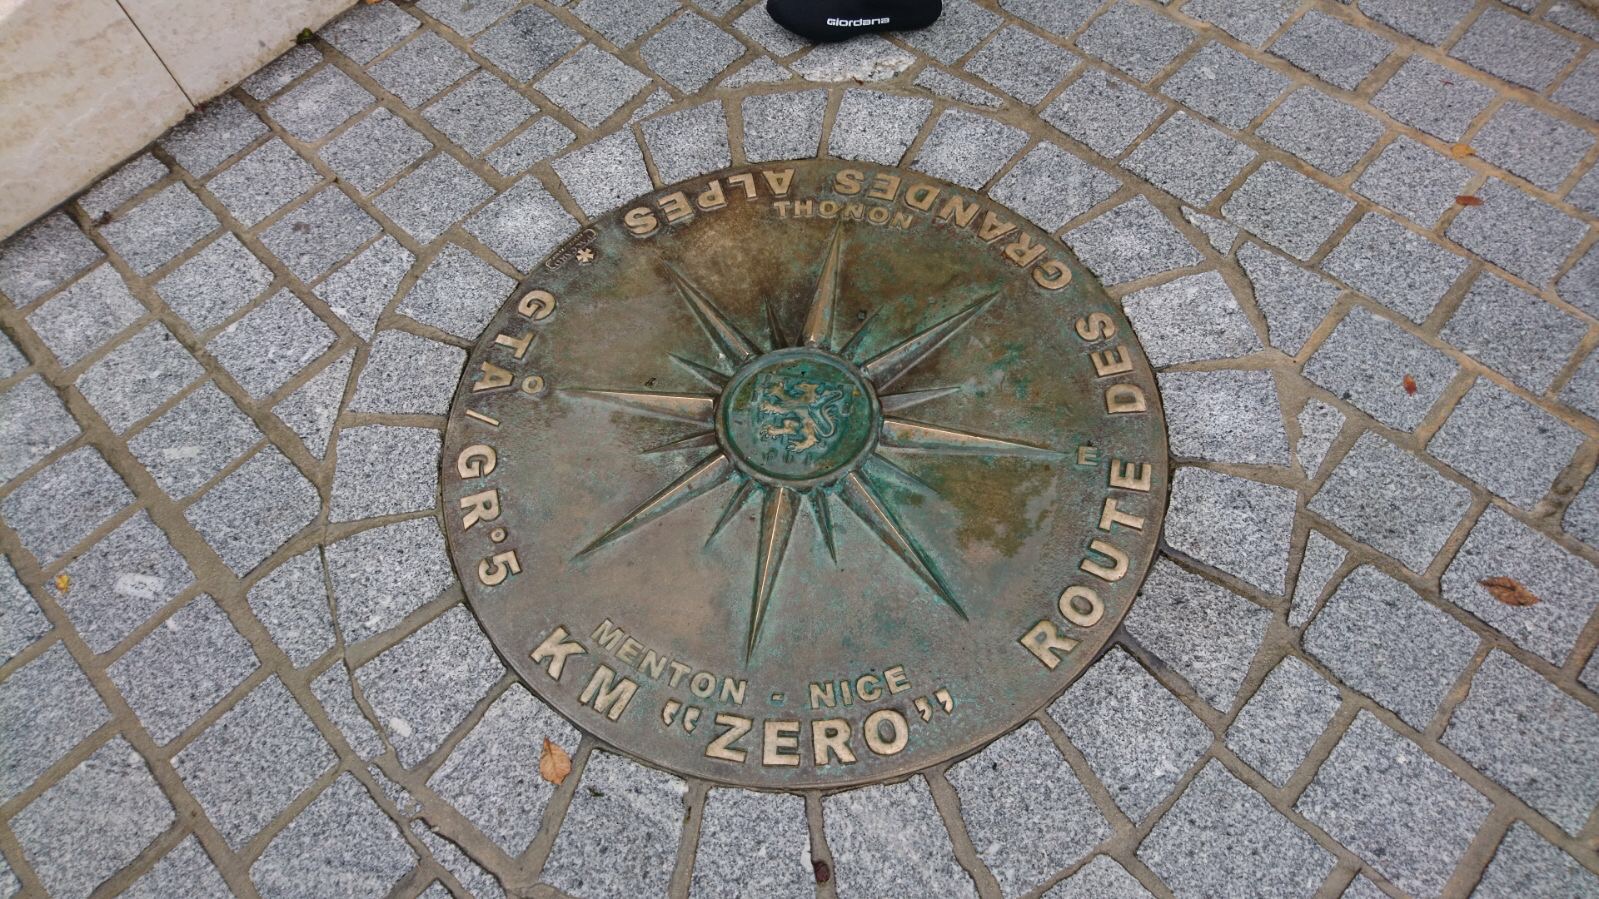 Giordana
ROUTE DES GRANDES ALPES
THONON
GTA / GR·5
E
MENTON - NICE
KM "ZERO"